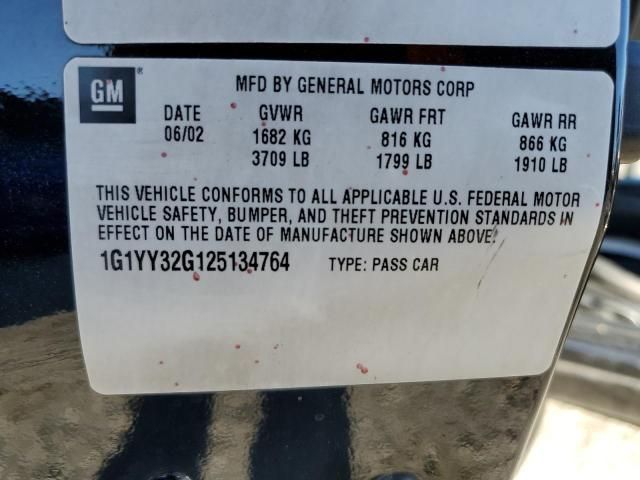 GM®
MFD BY GENERAL MOTORS CORP
DATE GVWR GAWR FRT GAWR RR
06/02 1682 KG 816 KG 866 KG
3709 LB 1799 LB 1910 LB
THIS VEHICLE CONFORMS TO ALL APPLICABLE U.S. FEDERAL MOTOR
VEHICLE SAFETY, BUMPER, AND THEFT PREVENTION STANDARDS IN
EFFECT ON THE DATE OF MANUFACTURE SHOWN ABOVE.
1G1YY32G125134764 TYPE: PASS CAR